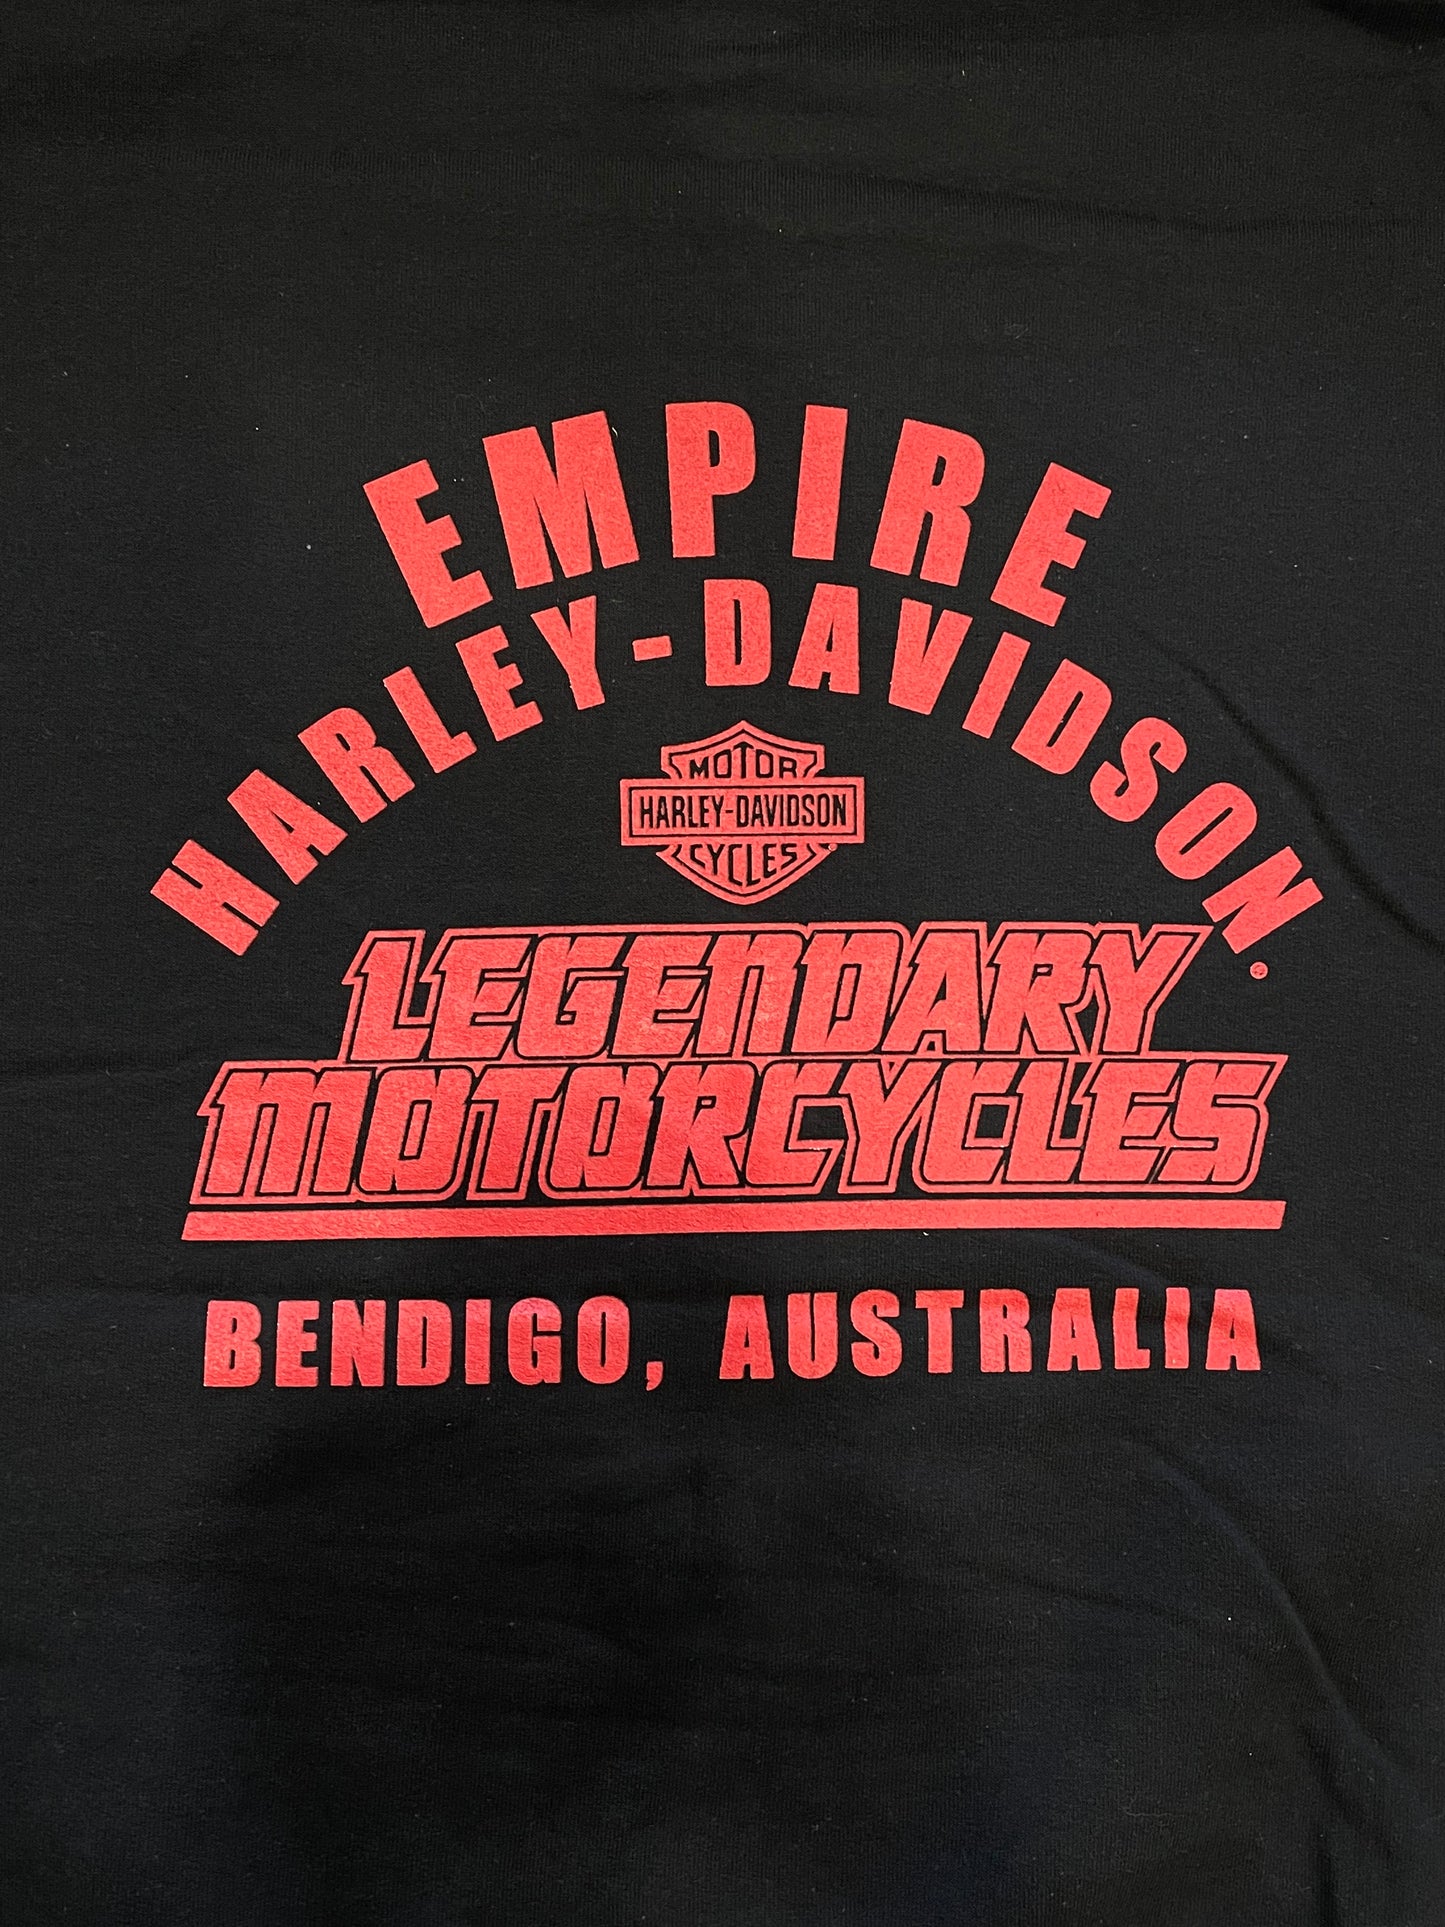 EMPIRE
HARLEY-DAVIDSON.
MOTOR
HARLEY-DAVIDSON
CYCLES
LEGENDARY
MOTORCYCLES
BENDIGO, AUSTRALIA